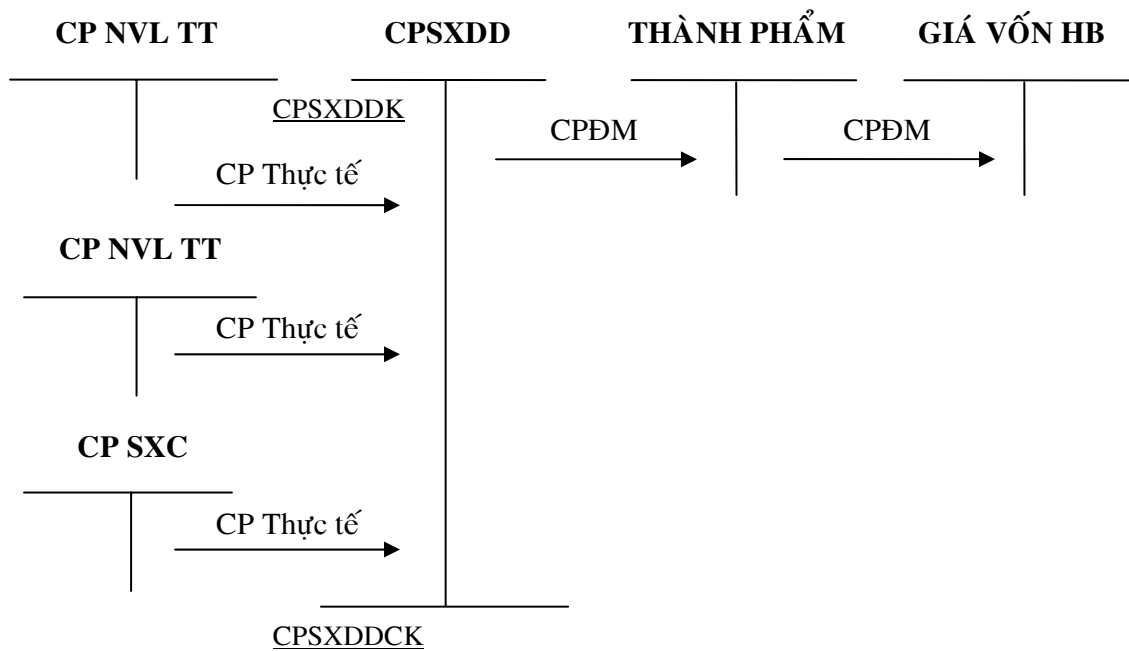 CP NVL TT CPSXDD THÀNH PHẨM GIÁ VỐN HB
CPSXDDK
CPĐM CPĐM
CP Thực tế
CP NVL TT
CP Thực tế
CP SXC
CP Thực tế
CPSXDDCK